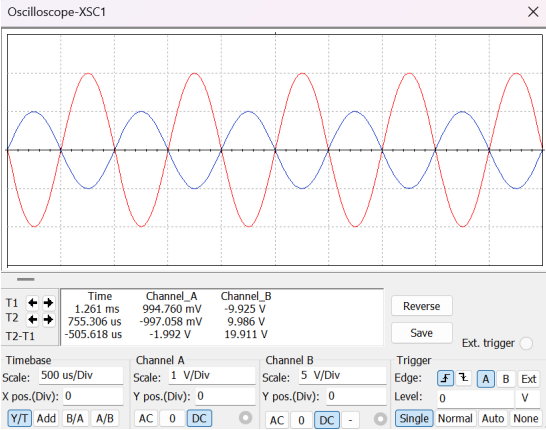 Oscilloscope-XSC1
Time Channel_A Channel_B
T1 1.261 ms 994.760 mV -9.925 V
T2 755.306 us -997.058 mV 9.986 V
T2-T1 -505.618 us -1.992 V 19.911 V
Reverse
Save
Ext. trigger
Timebase Channel A Channel B Trigger
Scale: 500 us/Div Scale: 1 V/Div Scale: 5 V/Div Edge: A B Ext
X pos.(Div): 0 Y pos.(Div): 0 Y pos.(Div): 0 Level: 0 V
Y/T Add B/A A/B AC 0 DC AC 0 DC - Single Normal Auto None